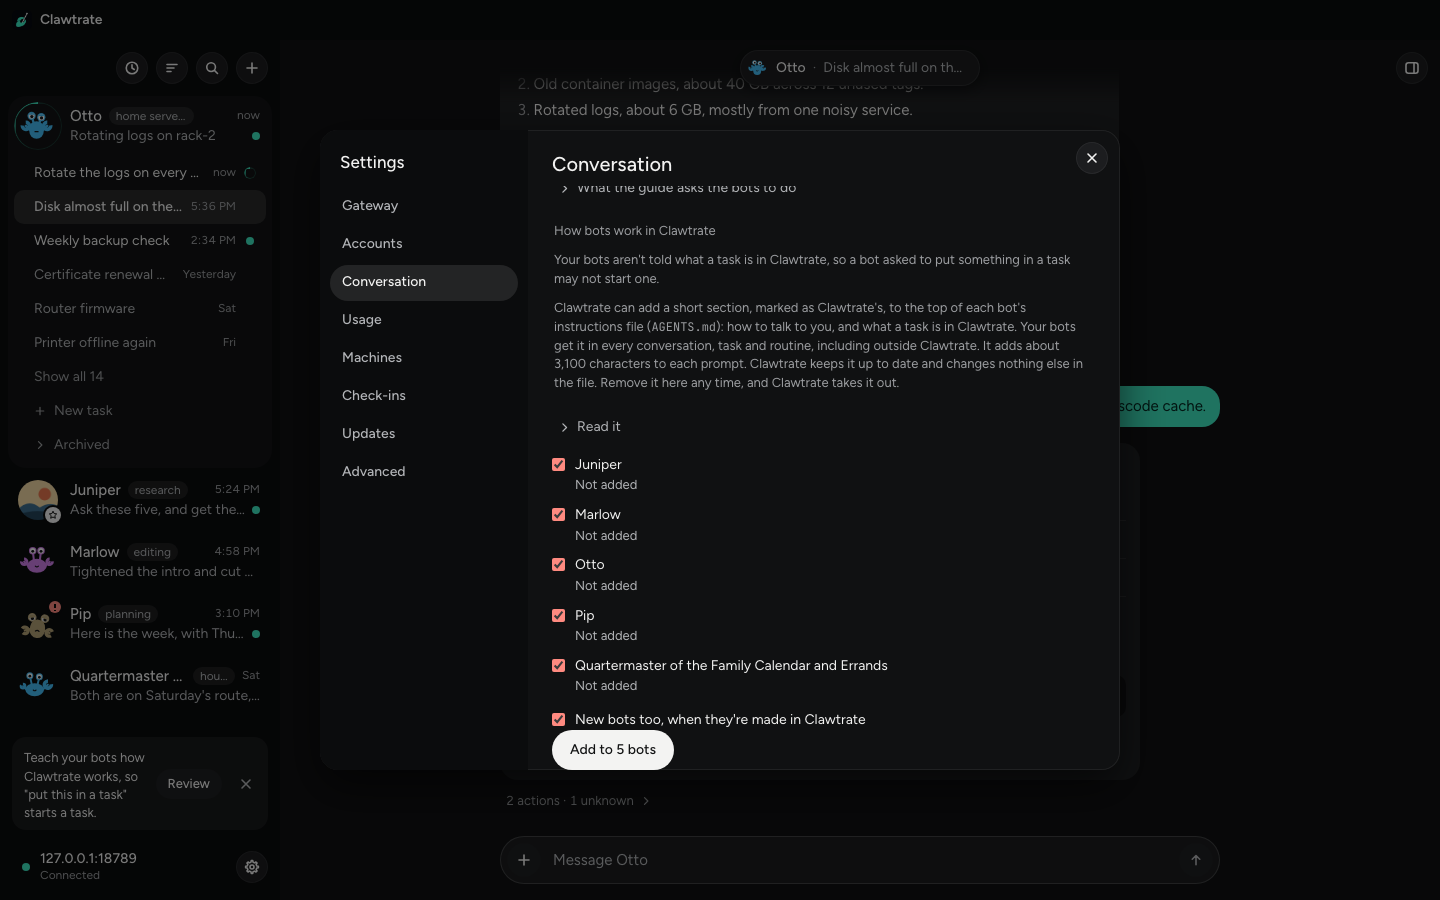 Clawtrate
Otto home serve... now
Rotating logs on rack-2
Rotate the logs on every ... now
Disk almost full on the... 5:36 PM
Weekly backup check 2:34 PM
Certificate renewal ... Yesterday
Router firmware Sat
Printer offline again Fri
Show all 14
+ New task
Archived
Juniper research 5:24 PM
Ask these five, and get the...
Marlow editing 4:58 PM
Tightened the intro and cut ...
Pip planning 3:10 PM
Here is the week, with Thu...
Quartermaster ... hou... Sat
Both are on Saturday's route,...
Teach your bots how
Clawtrate works, so
"put this in a task"
starts a task.
Review
127.0.0.1:18789
Connected
Otto · Disk almost full on th...
2. Old container images, about 40 GB across 12 unused tags.
3. Rotated logs, about 6 GB, mostly from one noisy service.
Settings
Gateway
Accounts
Conversation
Usage
Machines
Check-ins
Updates
Advanced
Conversation
What the guide asks the bots to do
How bots work in Clawtrate
Your bots aren't told what a task is in Clawtrate, so a bot asked to put something in a task
may not start one.
Clawtrate can add a short section, marked as Clawtrate's, to the top of each bot's
instructions file (AGENTS.md): how to talk to you, and what a task is in Clawtrate. Your bots
get it in every conversation, task and routine, including outside Clawtrate. It adds about
3,100 characters to each prompt. Clawtrate keeps it up to date and changes nothing else in
the file. Remove it here any time, and Clawtrate takes it out.
Read it
Juniper
Not added
Marlow
Not added
Otto
Not added
Pip
Not added
Quartermaster of the Family Calendar and Errands
Not added
New bots too, when they're made in Clawtrate
Add to 5 bots
scode cache.
2 actions · 1 unknown
Message Otto